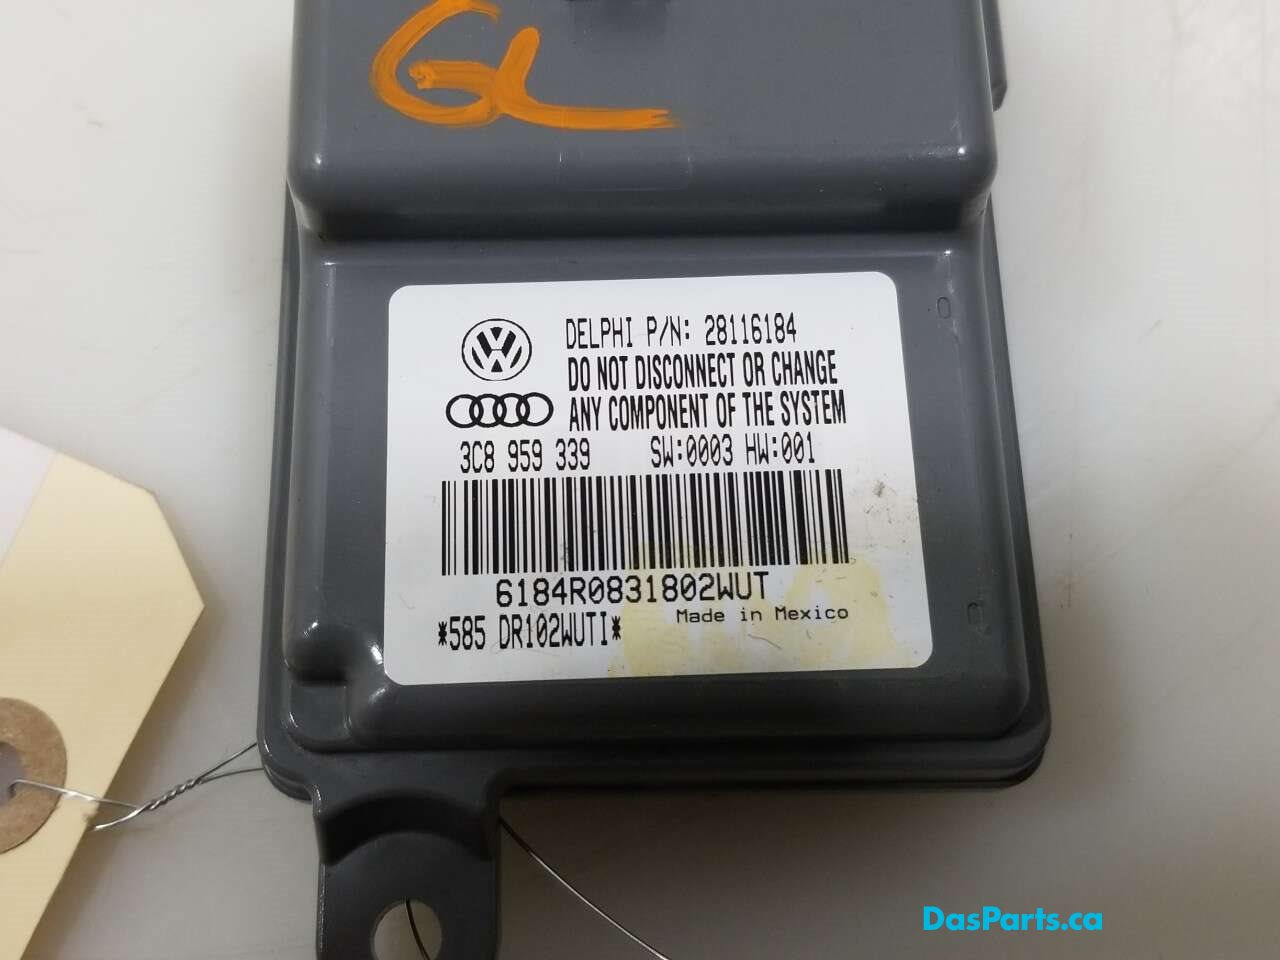 GL
DELPHI P/N: 28116184
DO NOT DISCONNECT OR CHANGE
ANY COMPONENT OF THE SYSTEM
3C8 959 339 SW:0003 HW:001
6184R0831802WUT
Made in Mexico
*585 DR102WUTI*
DasParts.ca